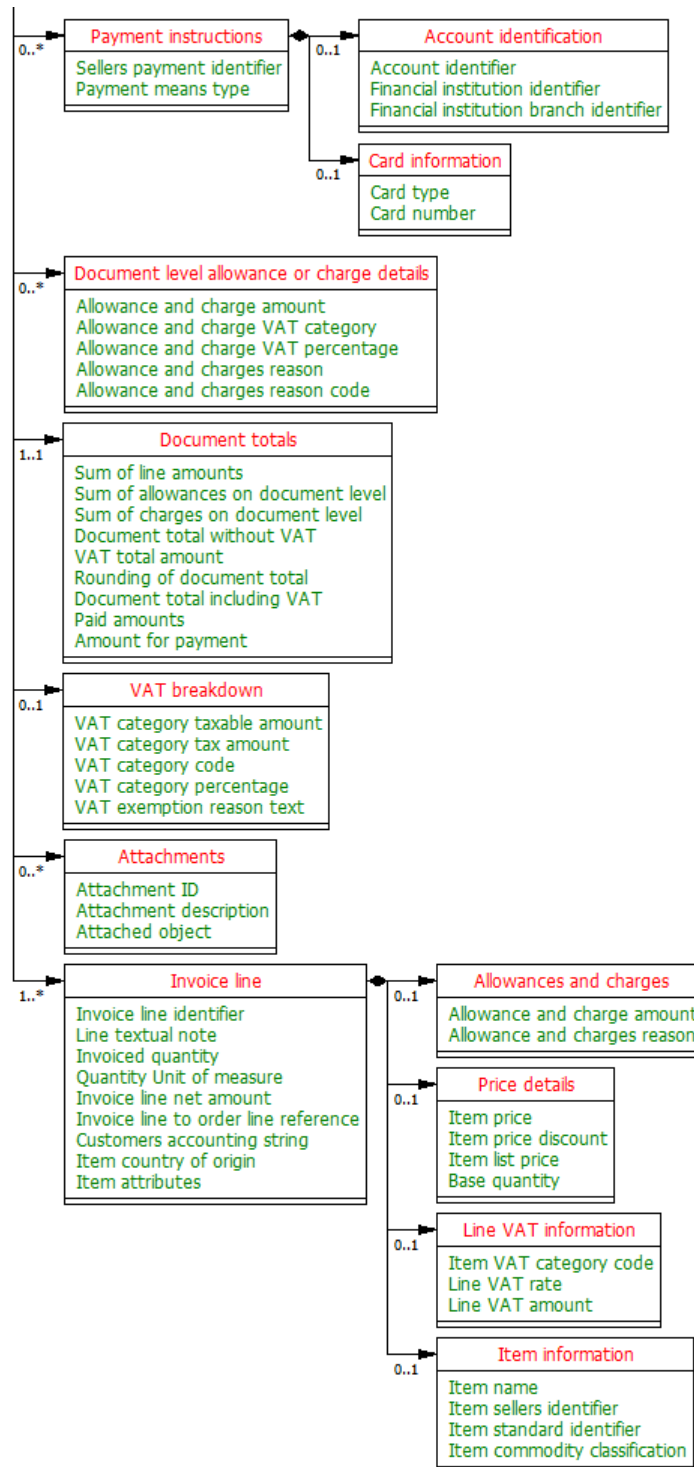 Payment instructions
0..*
Sellers payment identifier
Payment means type
Account identification
0..1
Account identifier
Financial institution identifier
Financial institution branch identifier
Card information
0..1
Card type
Card number
Document level allowance or charge details
0..*
Allowance and charge amount
Allowance and charge VAT category
Allowance and charge VAT percentage
Allowance and charges reason
Allowance and charges reason code
Document totals
1..1
Sum of line amounts
Sum of allowances on document level
Sum of charges on document level
Document total without VAT
VAT total amount
Rounding of document total
Document total including VAT
Paid amounts
Amount for payment
VAT breakdown
0..1
VAT category taxable amount
VAT category tax amount
VAT category code
VAT category percentage
VAT exemption reason text
Attachments
0..*
Attachment ID
Attachment description
Attached object
Invoice line
1..*
Invoice line identifier
Line textual note
Invoiced quantity
Quantity Unit of measure
Invoice line net amount
Invoice line to order line reference
Customers accounting string
Item country of origin
Item attributes
Allowances and charges
0..1
Allowance and charge amount
Allowance and charges reason
Price details
0..1
Item price
Item price discount
Item list price
Base quantity
Line VAT information
0..1
Item VAT category code
Line VAT rate
Line VAT amount
Item information
0..1
Item name
Item sellers identifier
Item standard identifier
Item commodity classification